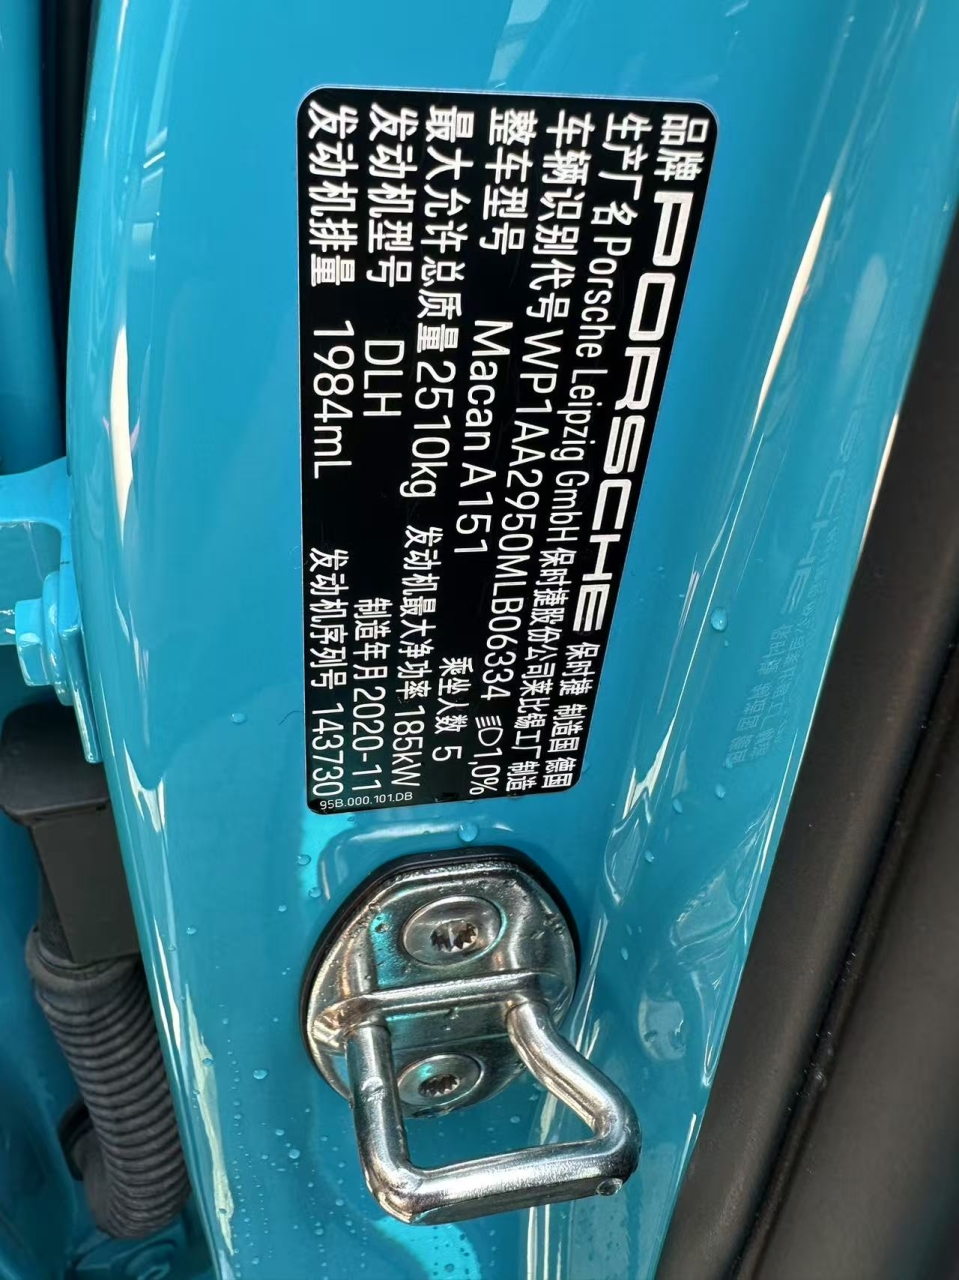 品牌 PORSCHE 保时捷 制造国 德国
生产厂名 Porsche Leipzig GmbH 保时捷股份公司莱比锡工厂 制造
车辆识别代号 WP1AA2950MLB06334 1,0%
整车型号 Macan A151 乘坐人数 5
最大允许总质量 2510kg 发动机最大净功率 185kW
发动机型号 DLH 制造年月 2020-11
发动机排量 1984mL 发动机序列号 143730
95B.000.101.DB